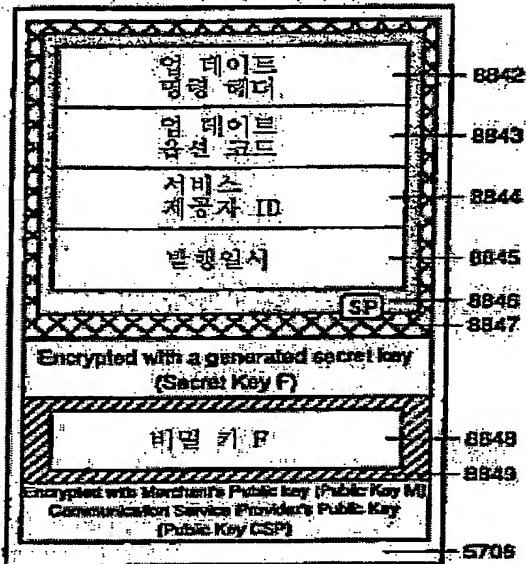 업 데이트
명령 헤더
8842
업 데이트
옵션 코드
8843
서비스
제공자 ID
8844
발행일시
8845
8846
SP
8847
Encrypted with a generated secret key
(Secret Key F)
비밀 키 F
8848
8849
Encrypted with Merchant's Public key (Public Key M)
Communication Service Provider's Public Key
(Public Key CSP)
5705